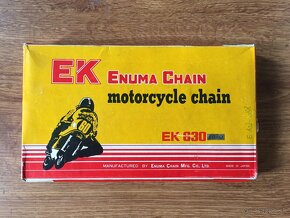 EK ENUMA CHAIN
motorcycle chain
EK 630
MANUFACTURED BY ENUMA CHAIN MFG. CO., LTD.
MADE IN JAPAN